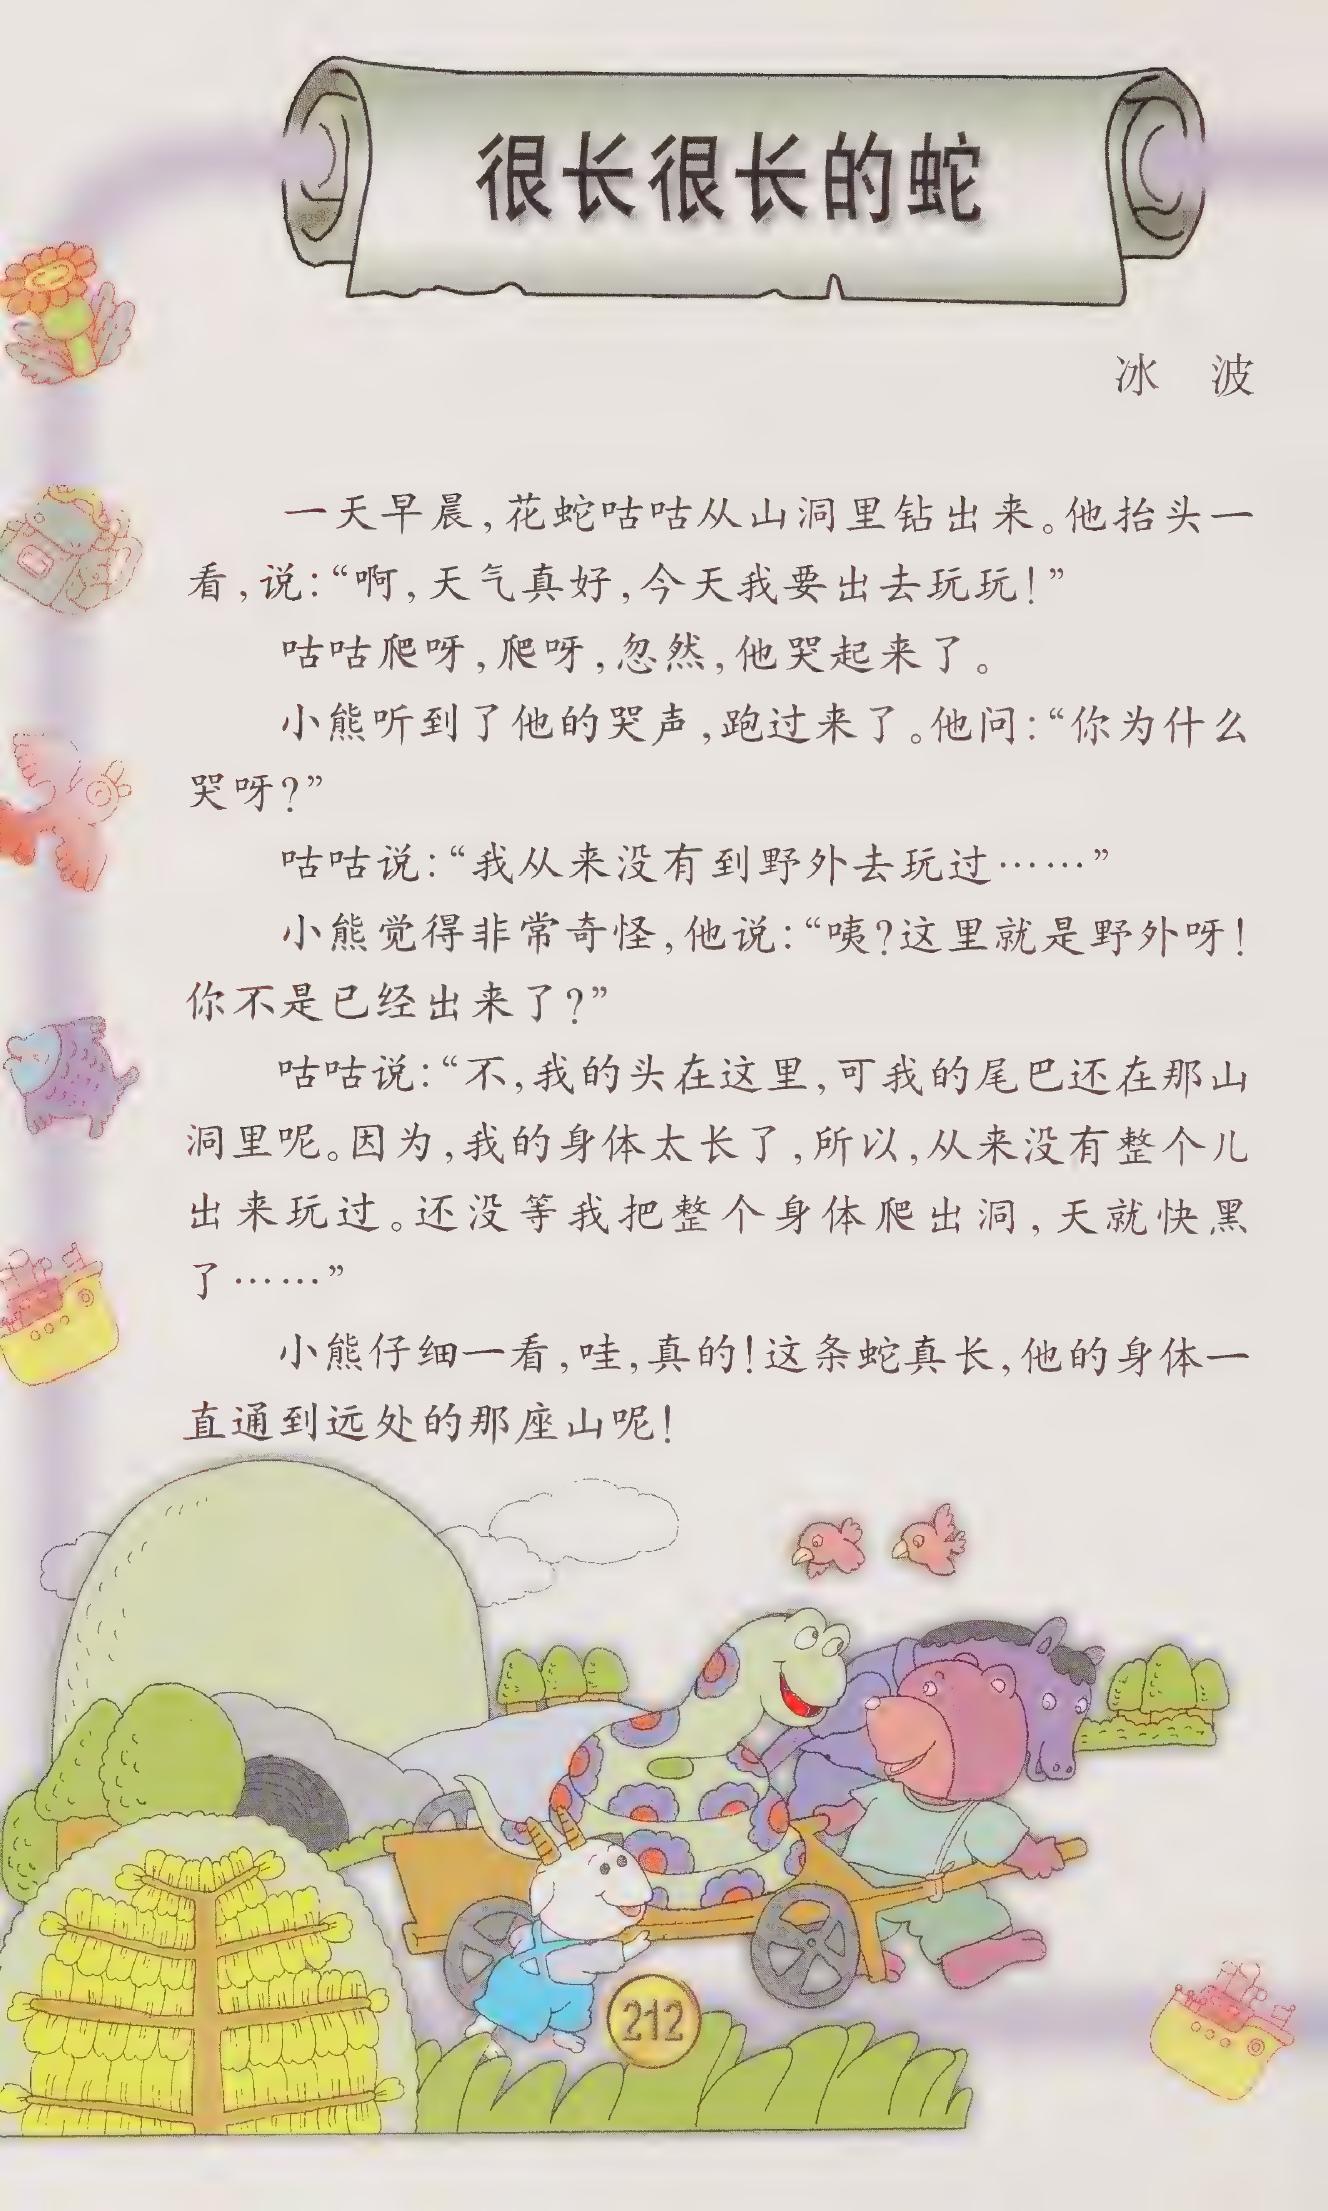 很长很长的蛇
冰 波
一天早晨,花蛇咕咕从山洞里钻出来。他抬头一
看,说:“啊,天气真好,今天我要出去玩玩!”
咕咕爬呀,爬呀,忽然,他哭起来了。
小熊听到了他的哭声,跑过来了。他问:“你为什么
哭呀?”
咕咕说:“我从来没有到野外去玩过……”
小熊觉得非常奇怪,他说:“咦?这里就是野外呀!
你不是已经出来了?”
咕咕说:“不,我的头在这里,可我的尾巴还在那山
洞里呢。因为,我的身体太长了,所以,从来没有整个儿
出来玩过。还没等我把整个身体爬出洞,天就快黑
了……”
小熊仔细一看,哇,真的!这条蛇真长,他的身体一
直通到远处的那座山呢!
212